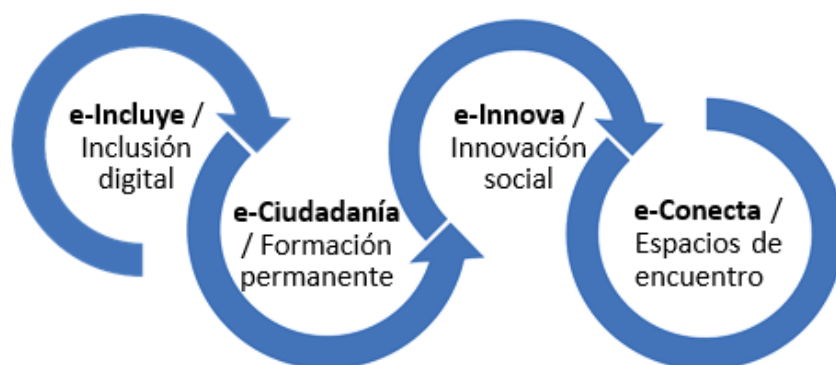 e-Incluye /
Inclusión
digital
e-Ciudadanía
/ Formación
permanente
e-Innova /
Innovación
social
e-Conecta /
Espacios de
encuentro